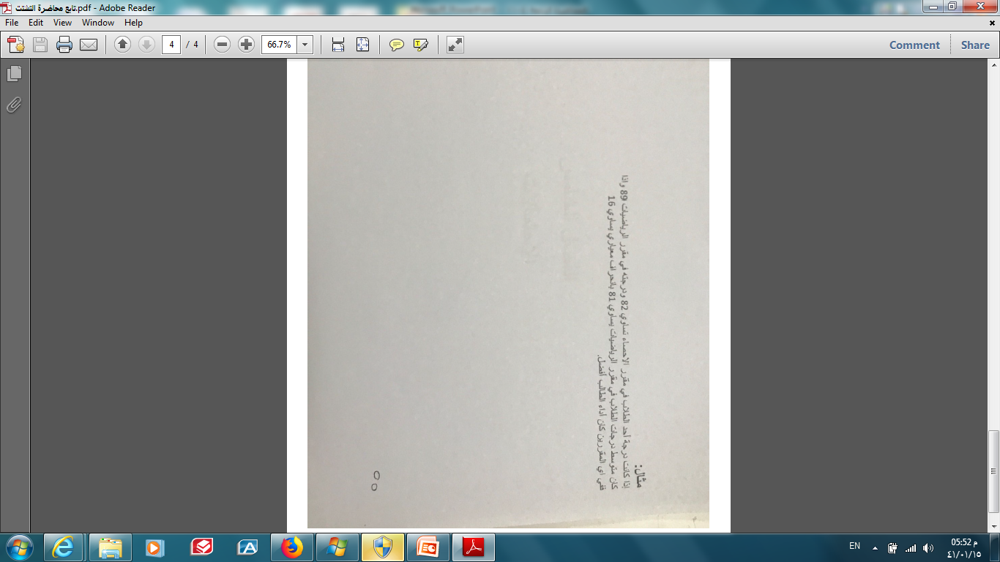 تابع محاضرة التشتت.pdf - Adobe Reader
File Edit View Window Help
4 / 4 66.7% Comment Share
مثال:
إذا كانت درجة أحد الطلاب في مقرر الاحصاء تساوي 82 ودرجته في مقرر الرياضيات 89 واذا
كان متوسط درجات الطلاب في مقرر الرياضيات يساوي 81 بانحراف معياري يساوي 16
ففي اي المقررين كان أداء الطالب أفضل.
EN
05:52 م
٤١/٠١/١٥